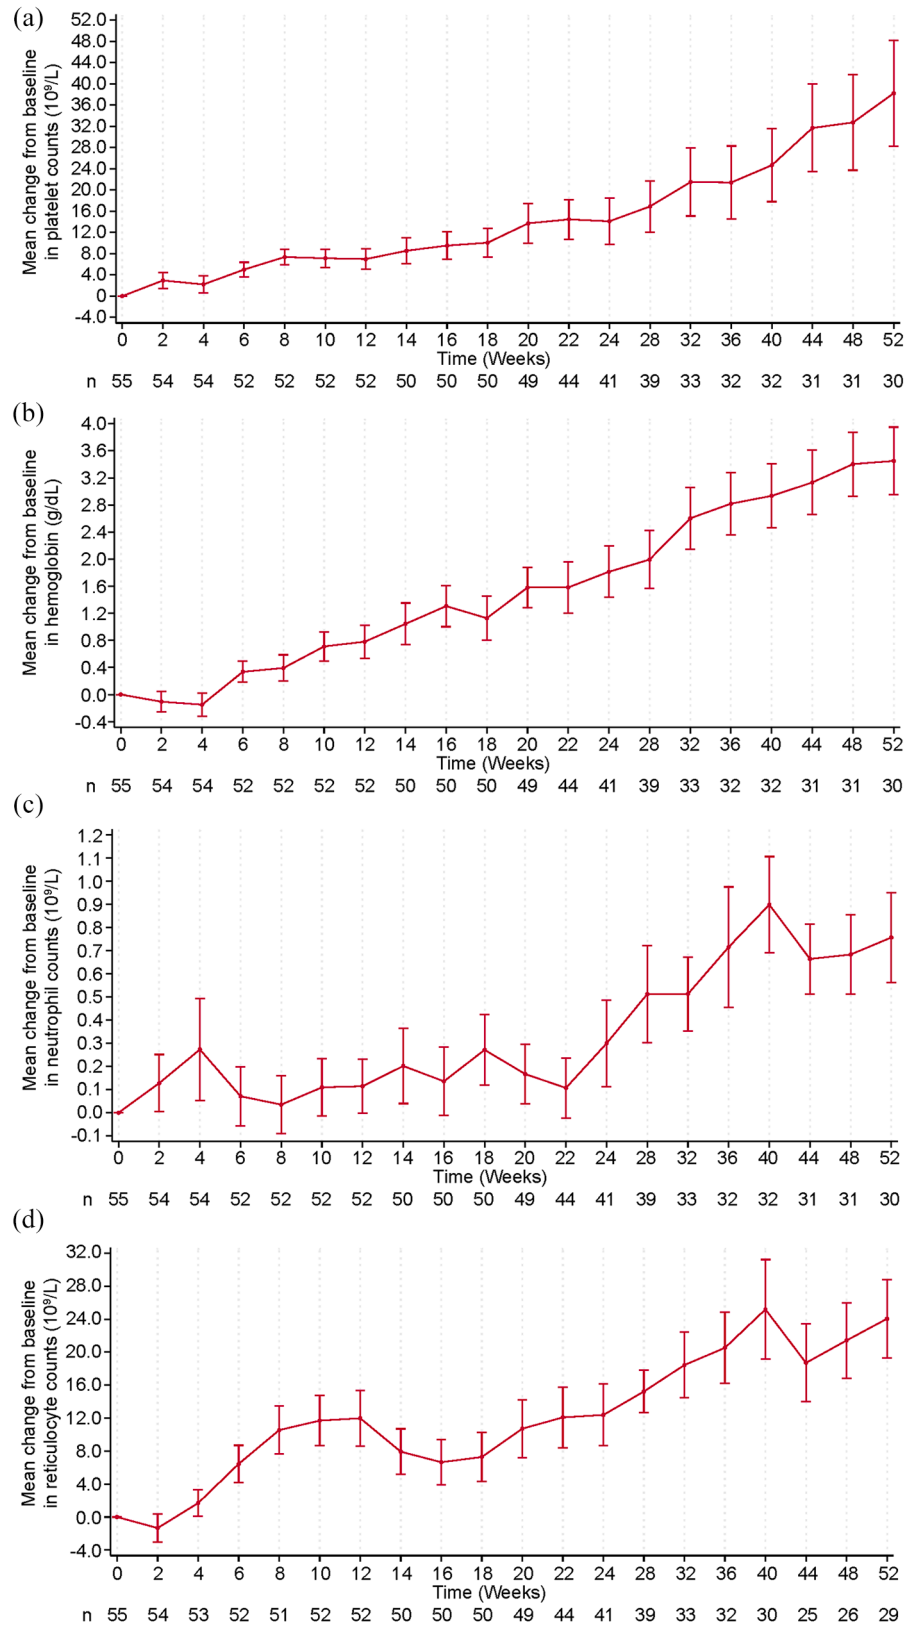 (a)
Mean change from baseline
in platelet counts (10⁹/L)
52.0
48.0
44.0
40.0
36.0
32.0
28.0
24.0
20.0
16.0
12.0
8.0
4.0
0
-4.0
0 2 4 6 8 10 12 14 16 18 20 22 24 28 32 36 40 44 48 52
Time (Weeks)
n 55 54 54 52 52 52 52 50 50 50 49 44 41 39 33 32 32 31 31 30
(b)
Mean change from baseline
in hemoglobin (g/dL)
4.0
3.6
3.2
2.8
2.4
2.0
1.6
1.2
0.8
0.4
0.0
-0.4
0 2 4 6 8 10 12 14 16 18 20 22 24 28 32 36 40 44 48 52
Time (Weeks)
n 55 54 54 52 52 52 52 50 50 50 49 44 41 39 33 32 32 31 31 30
(c)
Mean change from baseline
in neutrophil counts (10⁹/L)
1.2
1.1
1.0
0.9
0.8
0.7
0.6
0.5
0.4
0.3
0.2
0.1
0.0
-0.1
0 2 4 6 8 10 12 14 16 18 20 22 24 28 32 36 40 44 48 52
Time (Weeks)
n 55 54 54 52 52 52 52 50 50 50 49 44 41 39 33 32 32 31 31 30
(d)
Mean change from baseline
in reticulocyte counts (10⁹/L)
32.0
28.0
24.0
20.0
16.0
12.0
8.0
4.0
0.0
-4.0
0 2 4 6 8 10 12 14 16 18 20 22 24 28 32 36 40 44 48 52
Time (Weeks)
n 55 54 53 52 51 52 52 50 50 50 49 44 41 39 33 32 30 25 26 29